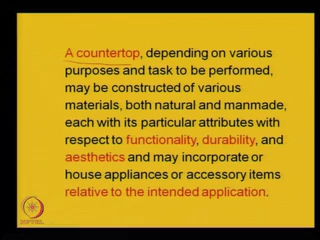 A countertop, depending on various
purposes and task to be performed,
may be constructed of various
materials, both natural and manmade,
each with its particular attributes with
respect to functionality, durability, and
aesthetics and may incorporate or
house appliances or accessory items
relative to the intended application.
NPTEL